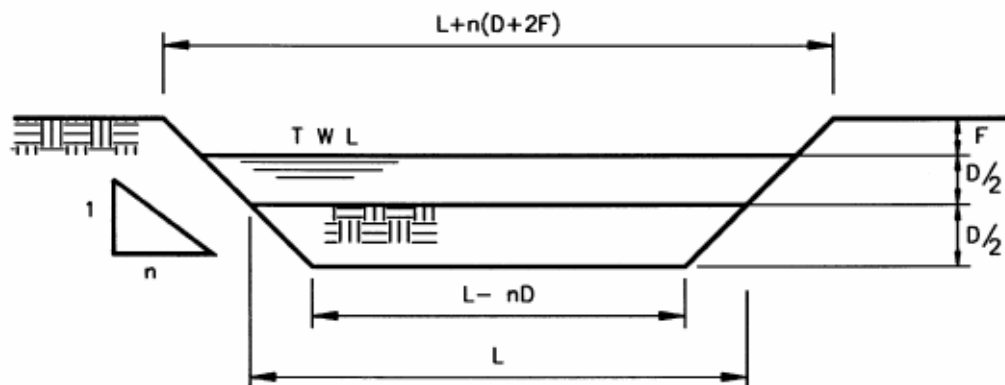 L+n(D+2F)
T W L
F
D/2
1
D/2
n
L- nD
L